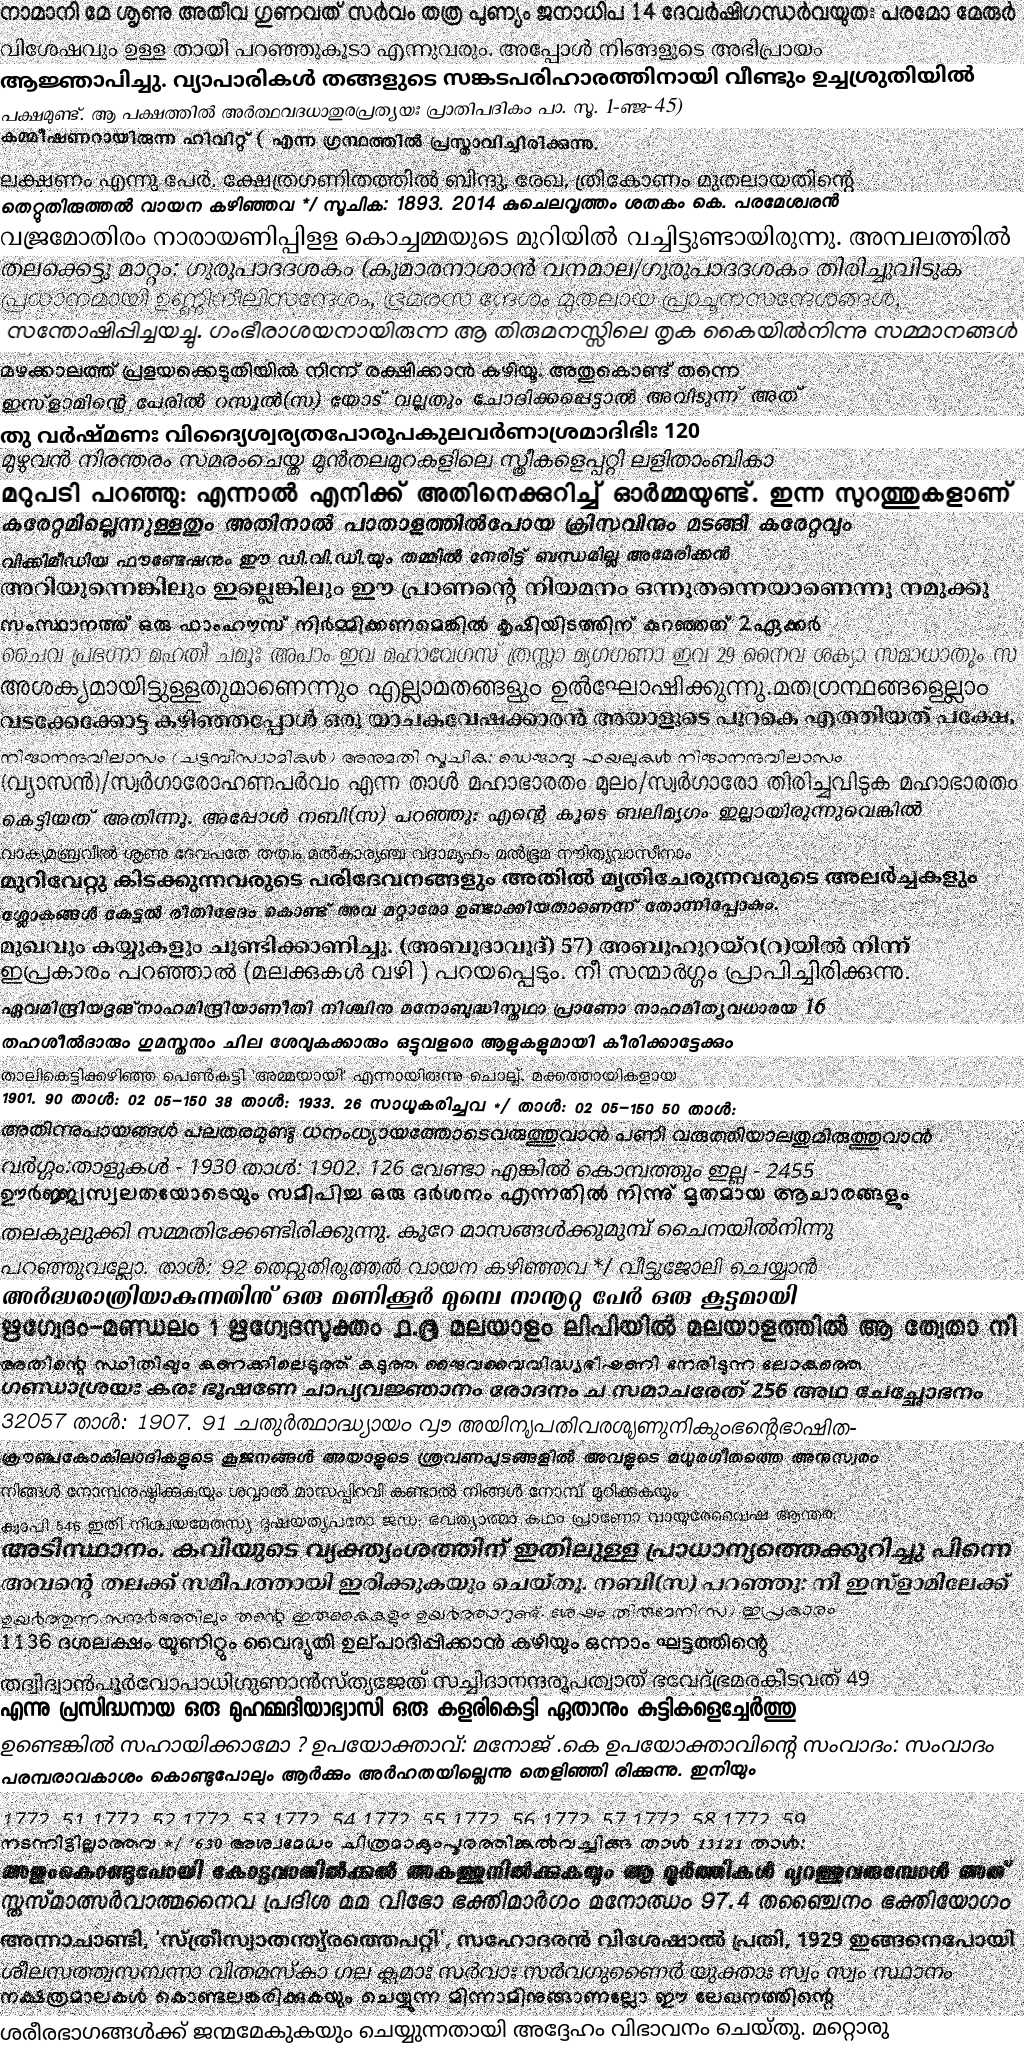 നാമാനി മേ ശൃണു അതീവ ഗുണവത് സർവം തത്ര പുണ്യം ജനാധിപ 14 ദേവർഷിഗന്ധർവയുതഃ പരമോ മേരുർ
വിശേഷവും ഉള്ള തായി പറഞ്ഞുകൂടാ എന്നുവരും. അപ്പോൾ നിങ്ങളുടെ അഭിപ്രായം
ആജ്ഞാപിച്ചു. വ്യാപാരികൾ തങ്ങളുടെ സങ്കടപരിഹാരത്തിനായി വീണ്ടും ഉച്ചശ്രുതിയിൽ
പക്ഷമുണ്ട്. ആ പക്ഷത്തിൽ അർത്ഥവദധാതുരപ്രത്യയഃ പ്രാതിപദികം പാ. സൂ. 1-ഞ്ജ-45)
കമ്മീഷണറായിരുന്ന ഹിവിറ്റ് ( എന്ന ഗ്രന്ഥത്തിൽ പ്രസ്താവിച്ചിരിക്കുന്നു.
ലക്ഷണം എന്നു പേർ. ക്ഷേത്രഗണിതത്തിൽ ബിന്ദു, രേഖ, ത്രികോണം മുതലായതിന്റെ
തെറ്റുതിരുത്തൽ വായന കഴിഞ്ഞവ */ സൂചിക: 1893. 2014 കുചെലവൃത്തം ശതകം കെ. പരമേശ്വരൻ
വജ്രമോതിരം നാരായണിപ്പിളള കൊച്ചമ്മയുടെ മുറിയിൽ വച്ചിട്ടുണ്ടായിരുന്നു. അമ്പലത്തിൽ
തലക്കെട്ടു മാറ്റം: ഗുരുപാദദശകം (കുമാരനാശാൻ വനമാല/ഗുരുപാദദശകം തിരിച്ചുവിടുക
പ്രധാനമായി ഉണ്ണിനീലിസന്ദേശം, ഭ്രമരസ ന്ദേശം മുതലായ പ്രാചൂനസന്ദേശങ്ങൾ,
സന്തോഷിപ്പിച്ചയച്ചു. ഗംഭീരാശയനായിരുന്ന ആ തിരുമനസ്സിലെ തൃക കൈയിൽനിന്നു സമ്മാനങ്ങൾ
മഴക്കാലത്ത് പ്രളയക്കെടുതിയിൽ നിന്ന് രക്ഷിക്കാൻ കഴിയൂ. അതുകൊണ്ട് തന്നെ
ഇസ്‌ളാമിന്റെ പേരിൽ റസൂൽ(സ) യോട് വല്ലതും ചോദിക്കപ്പെട്ടാൽ അവിടുന്ന് അത്
തു വർഷ്മണഃ വിദ്യൈശ്വര്യതപോരൂപകുലവർണാശ്രമാദിഭിഃ 120
മുഴുവൻ നിരന്തരം സമരംചെയ്ത മുൻതലമുറകളിലെ സ്ത്രീകളെപ്പറ്റി ലളിതാംബികാ
മറുപടി പറഞ്ഞു: എന്നാൽ എനിക്ക് അതിനെക്കുറിച്ച് ഓർമ്മയുണ്ട്. ഇന്ന സുറത്തുകളാണ്
കരേറ്റമില്ലെന്നുള്ളതും അതിനാൽ പാതാളത്തിൽപോയ ക്രിസവിനും മടങ്ങി കരേറ്റവും
വിക്കിമീഡിയ ഫൗണ്ടേഷനും ഈ ഡി.വി.ഡി.യും തമ്മിൽ നേരിട്ട് ബന്ധമില്ല അമേരിക്കൻ
അറിയുന്നെങ്കിലും ഇല്ലെങ്കിലും ഈ പ്രാണന്റെ നിയമനം ഒന്നുതന്നെയാണെന്നു നമുക്കു
സംസ്ഥാനത്ത് ഒരു ഫാംഹൗസ് നിർമ്മിക്കണമെങ്കിൽ കൃഷിയിടത്തിന് കുറഞ്ഞത് 2ഏക്കർ
ചൈവ പ്രഭഗ്നാ മഹതീ ചമൂഃ അപാം ഇവ മഹാവേഗസ് ത്രസ്താ മൃഗഗണാ ഇവ 29 നൈവ ശക്യാ സമാധാതും സ
അശക്യമായിട്ടുള്ളതുമാണെന്നും എല്ലാമതങ്ങളും ഉൽഘോഷിക്കുന്നു.മതഗ്രന്ഥങ്ങളെല്ലാം
വടക്കേക്കോട്ട കഴിഞ്ഞപ്പോൾ ഒരു യാചകവേഷക്കാരൻ അയാളുടെ പുറകെ എത്തിയത് പക്ഷേ,
നിജാനന്ദവിലാസം (ചട്ടമ്പിസ്വാമികൾ) അനുമതി സൂചിക: ഡെജാവു ഫയലുകൾ നിജാനന്ദവിലാസം
(വ്യാസൻ)/സ്വർഗാരോഹണപർവം എന്ന താൾ മഹാഭാരതം മൂലം/സ്വർഗാരോ തിരിച്ചുവിടുക മഹാഭാരതം
കെട്ടിയത് അതിന്നു. അപ്പോൾ നബി(സ) പറഞ്ഞു: എന്റെ കൂടെ ബലിമൃഗം ഇല്ലായിരുന്നുവെങ്കിൽ
വാക്യമബ്രവീൽ ശൃണു ദേവപതേ തത്ത്വം മൽകാര്യഞ്ച വദാമ്യഹം മൽഭൂമ നൗതിത്യവാസീനാം
മുറിവേറ്റു കിടക്കുന്നവരുടെ പരിദേവനങ്ങളും അതിൽ മൃതിചേരുന്നവരുടെ അലർച്ചകളും
ശ്ലോകങ്ങൾ കേട്ടൽ രീതിഭേദം കൊണ്ട് അവ മറ്റാരോ ഉണ്ടാക്കിയതാണെന്ന് തോന്നിപ്പോകും.
മുഖവും കയ്യുകളും ചൂണ്ടിക്കാണിച്ചു. (അബൂദാവൂദ്) 57) അബൂഹുറയ്റ(റ)യിൽ നിന്ന്
ഇപ്രകാരം പറഞ്ഞാൽ (മലക്കുകൾ വഴി ) പറയപ്പെടും. നീ സന്മാർഗ്ഗം പ്രാപിച്ചിരിക്കുന്നു.
ഏവമിന്ദ്രിയദൃങ്‌നാഹമിന്ദ്രിയാണീതി നിശ്ചിനു മനോബുദ്ധിസ്തഥാ പ്രാണോ നാഹമിത്യവധാരയ 16
തഹശീൽദാരും ഗുമസ്തനും ചില ശേവുകക്കാരും ഒട്ടുവളരെ ആളുകളുമായി കീരിക്കാട്ടേക്കും
താലികെട്ടിക്കഴിഞ്ഞ പെൺകുട്ടി 'അമ്മയായി' എന്നായിരുന്നു ചൊല്ല്. മക്കത്തായികളായ
1901. 90 താൾ: 02 05-150 38 താൾ: 1933. 26 സാധൂകരിച്ചവ */ താൾ: 02 05-150 50 താൾ:
അതിന്നുപായങ്ങൾ പലതരമുണ്ടു ധനംധ്യായത്തോടെവരുത്തുവാൻ പണി വരുത്തിയാലതുമിരുത്തുവാൻ
വർഗ്ഗം:താളുകൾ - 1930 താൾ: 1902. 126 വേണ്ടാ എങ്കിൽ കൊമ്പത്തും ഇല്ല - 2455
ഊർജ്ജ്യസ്വലതയോടെയും സമീപിച്ച ഒരു ദർശനം എന്നതിൽ നിന്ന് മൃതമായ ആചാരങ്ങളും
തലകുലുക്കി സമ്മതിക്കേണ്ടിരിക്കുന്നു. കുറേ മാസങ്ങൾക്കുമുമ്പ് ചൈനയിൽനിന്നു
പറഞ്ഞുവല്ലോ. താൾ: 92 തെറ്റുതിരുത്തൽ വായന കഴിഞ്ഞവ */ വീട്ടുജോലി ചെയ്യാൻ
അർദ്ധരാത്രിയാകുന്നതിനു് ഒരു മണിക്കൂർ മുമ്പെ നാനൂറു പേർ ഒരു കൂട്ടമായി
ഋഗ്വേദം-മണ്ഡലം 1 ഋഗ്വേദസൂക്തം ൧.൫ മലയാളം ലിപിയിൽ മലയാളത്തിൽ ആ ത്വേതാ നി
അതിന്റെ സ്ഥിതിയും കണക്കിലെടുത്ത് കടുത്ത ജൈവവൈവിദ്ധ്യഭീഷണി നേരിടുന്ന ലോകത്തെ
ഗണ്ഡാശ്രയഃ കരഃ ഭൂഷണേ ചാപ്യവജ്ഞാനം രോദനം ച സമാചരേത് 256 അഥ ചേച്ഛോഭനം
32057 താൾ: 1907. 91 ചതുർത്ഥാദ്ധ്യായം വൃ അയിന്യപതിവരശൃണുനികുംഭന്റെഭാഷിത-
ക്രൗഞ്ചകോകിലാദികളുടെ കൂജനങ്ങൾ അയാളുടെ ശ്രവണപുടങ്ങളിൽ അവളുടെ മധുരഗീതത്തെ അനുസ്വരം
നിങ്ങൾ നോമ്പനുഷ്ഠിക്കുകയും ശവ്വാൽ മാസപ്പിറവി കണ്ടാൽ നിങ്ങൾ നോമ്പ് മുറിക്കുകയും
അടിസ്ഥാനം. കവിയുടെ വ്യക്ത്യംശത്തിന് ഇതിലുള്ള പ്രാധാന്യത്തെക്കുറിച്ചു പിന്നെ
അവന്റെ തലക്ക് സമീപത്തായി ഇരിക്കുകയും ചെയ്തു. നബി(സ) പറഞ്ഞു: നീ ഇസ്‌ളാമിലേക്ക്
ഉയർത്തുന്ന സന്ദർഭത്തിലും തന്റെ ഇരുകൈകളും ഉയർത്താറുണ്ട്. ശേഷം തിരുമേനി(സ) ഇപ്രകാരം
1136 ദശലക്ഷം യൂണിറ്റും വൈദ്യുതി ഉല്പാദിപ്പിക്കാൻ കഴിയും ഒന്നാം ഘട്ടത്തിന്റെ
തദ്വിദ്വാൻപൂർവോപാധിഗുണാൻസ്ത്യജേത് സച്ചിദാനന്ദരൂപത്വാത് ഭവേദ്ഭ്രമരകീടവത് 49
എന്നു പ്രസിദ്ധനായ ഒരു മുഹമ്മദീയാഭ്യാസി ഒരു കളരികെട്ടി ഏതാനും കുട്ടികളെച്ചേർത്തു
ഉണ്ടെങ്കിൽ സഹായിക്കാമോ ? ഉപയോക്താവ്: മനോജ് .കെ ഉപയോക്താവിന്റെ സംവാദം: സംവാദം
പരമ്പരാവകാശം കൊണ്ടുപോലും ആർക്കും അർഹതയില്ലെന്നു തെളിഞ്ഞി രിക്കുന്നു. ഇനിയും
1772, 51 1772, 52 1772, 53 1772, 54 1772, 55 1772, 56 1772, 57 1772, 58 1772, 59
നടന്നിട്ടില്ലാത്തവ */ '630 അശ്വമേധം ചിത്രമാകുംപൂരത്തിങ്കൽവച്ചിങ്ങു താൾ 13121 താൾ:
അങ്ങുംകൊണ്ടുപോയി കോട്ടവാതിൽക്കൽ അകത്തുനിൽക്കുകയും ആ മൂർത്തികൾ പുറത്തുവരുമ്പോൾ അത്
സ്തസ്മാത്സർവാത്മനൈവ പ്രദിശ മമ വിഭോ ഭക്തിമാർഗം മനോഢം 97.4 തഞ്ചൈനം ഭക്തിയോഗം
അന്നാചാണ്ടി, 'സ്ത്രീസ്വാതന്ത്ര്യത്തെപറ്റി', സഹോദരൻ വിശേഷാൽ പ്രതി, 1929 ഇങ്ങനെപോയി
ശീലസത്ത്വസമ്പന്നാ വിതമസ്കാ ഗല ക്ലമാഃ സർവാഃ സർവഗുണൈർ യുക്താഃ സ്വം സ്വം സ്ഥാനം
നക്ഷത്രമാലകൾ കൊണ്ടലങ്കരിക്കുകയും ചെയ്യുന്ന മിന്നാമിനുങ്ങാണല്ലോ ഈ ലേഖനത്തിന്റെ
ശരീരഭാഗങ്ങൾക്ക് ജന്മമേകുകയും ചെയ്യുന്നതായി അദ്ദേഹം വിഭാവനം ചെയ്തു. മറ്റൊരു